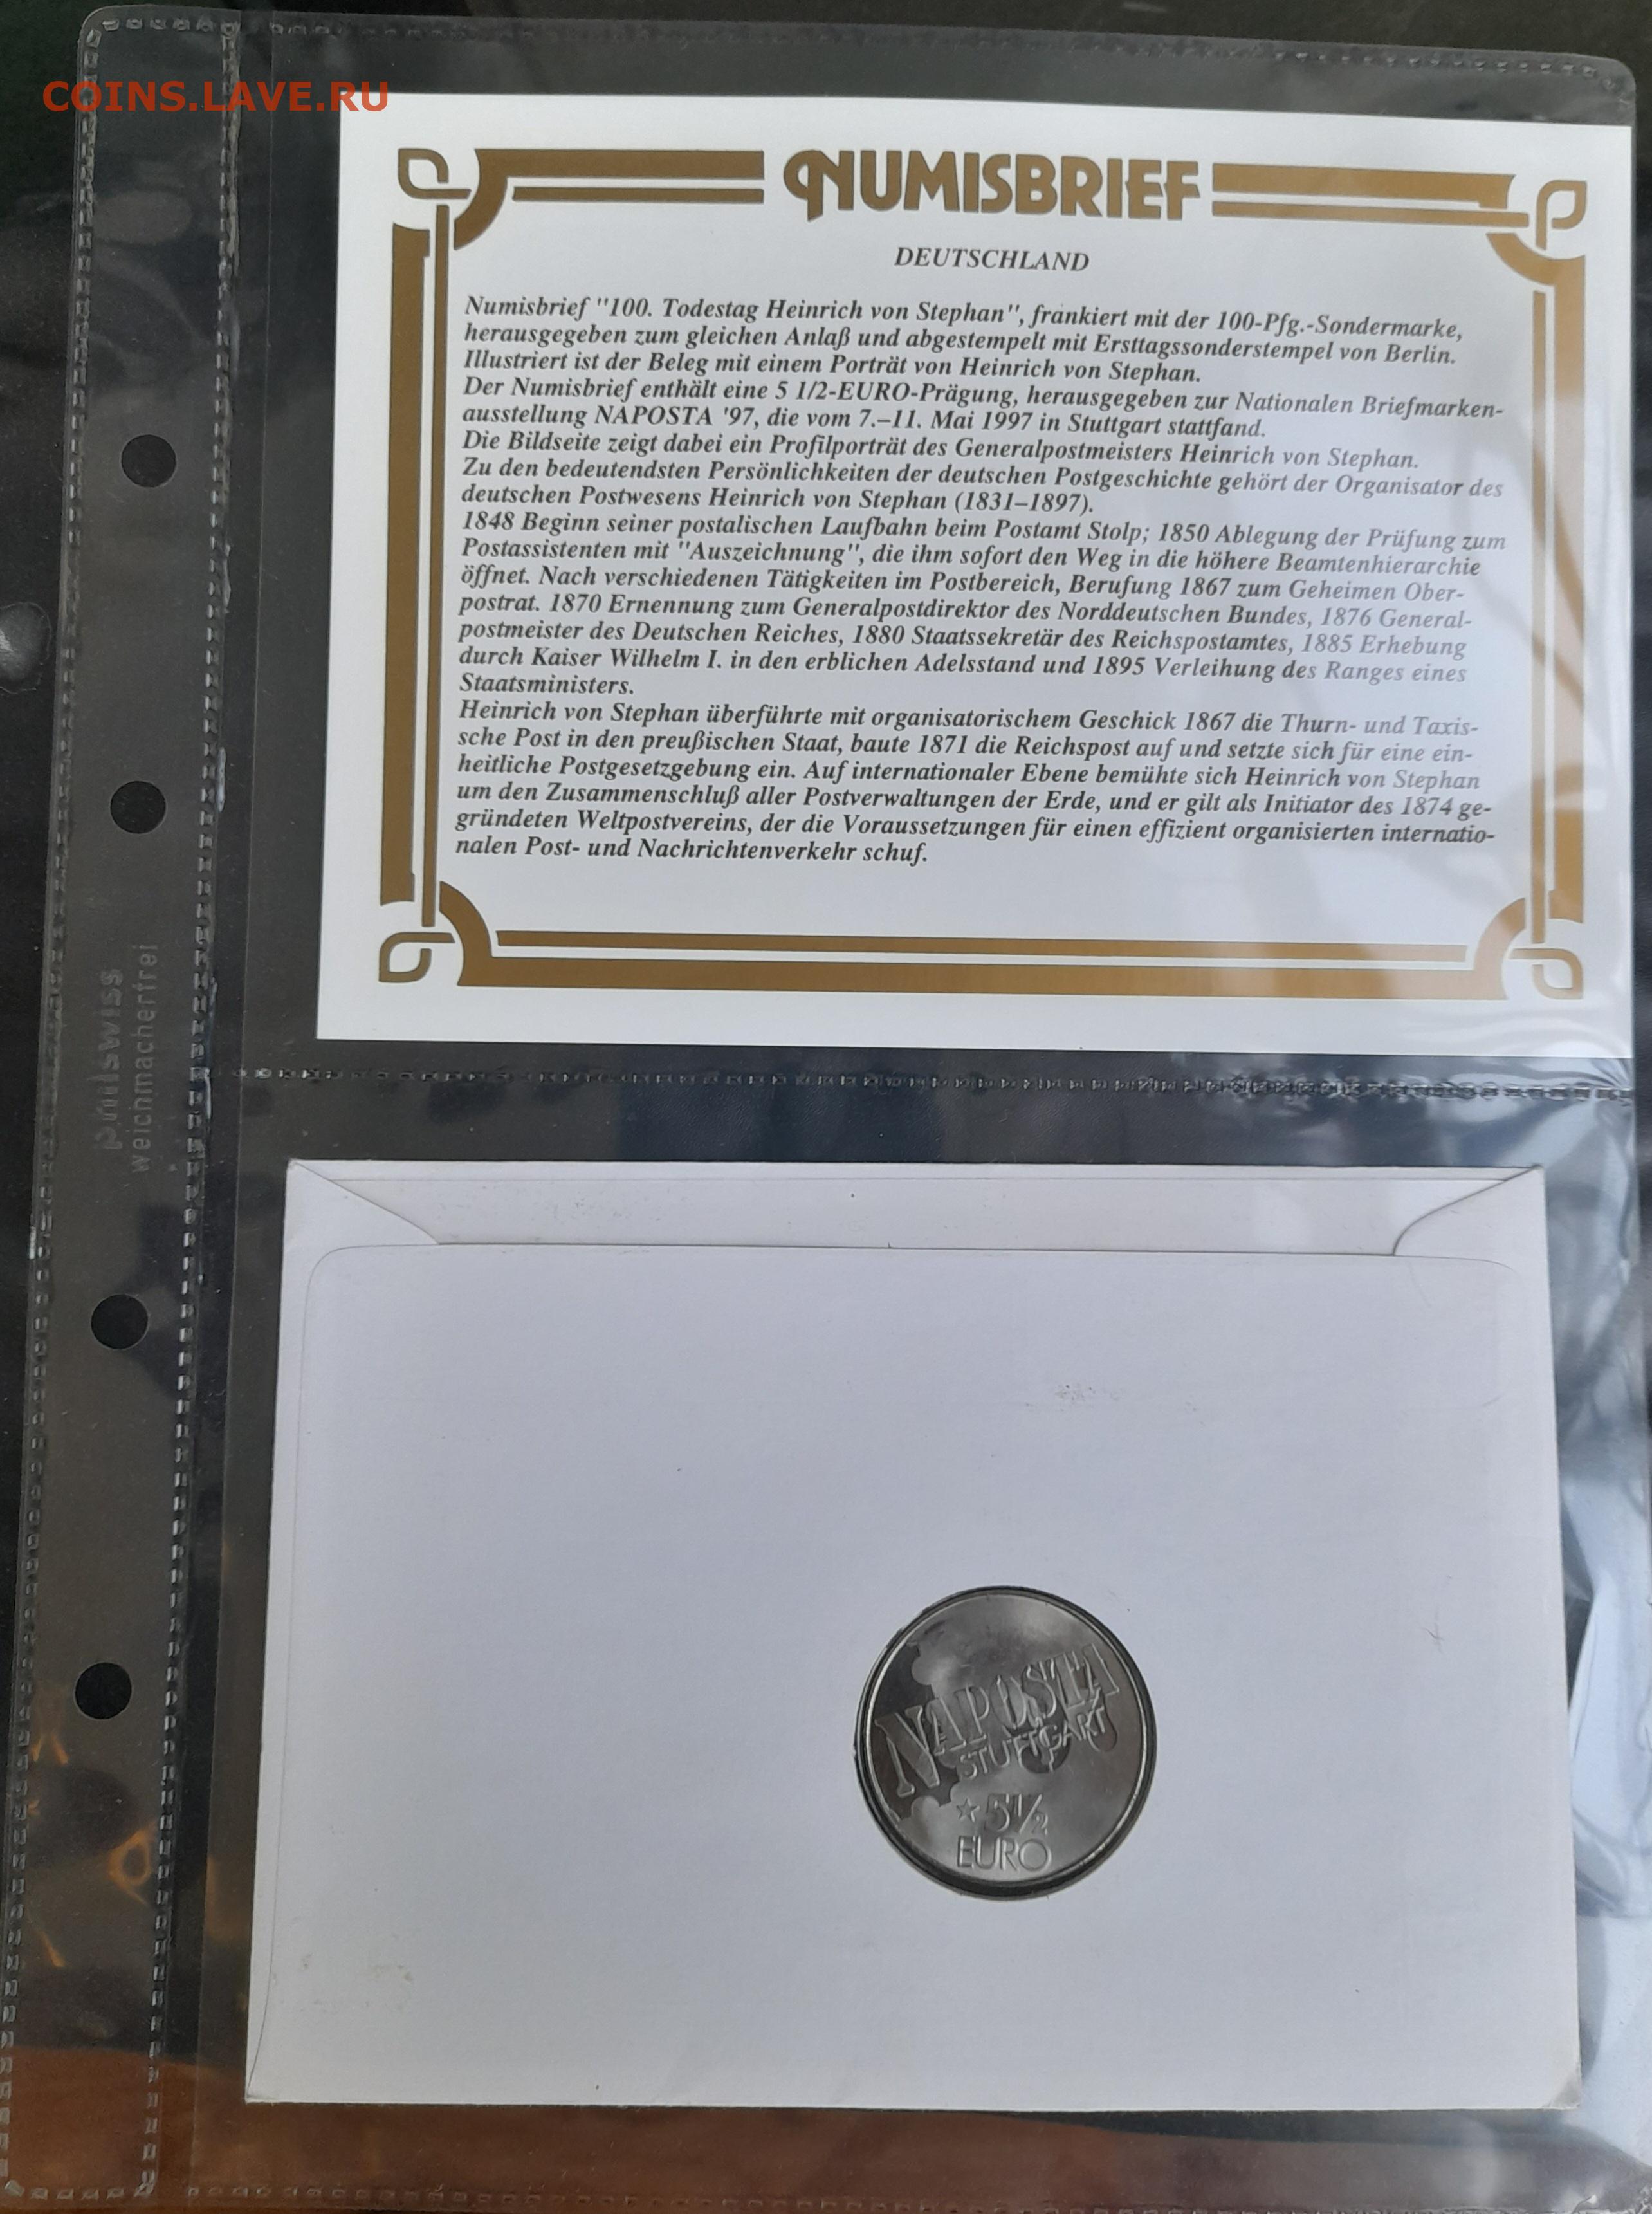 COINS.LAVE.RU
NUMISBRIEF
DEUTSCHLAND
Numisbrief "100. Todestag Heinrich von Stephan", frankiert mit der 100-Pfg.-Sondermarke,
herausgegeben zum gleichen Anlaß und abgestempelt mit Ersttagssonderstempel von Berlin.
Illustriert ist der Beleg mit einem Porträt von Heinrich von Stephan.
Der Numisbrief enthält eine 5 1/2-EURO-Prägung, herausgegeben zur Nationalen Briefmarken-
ausstellung NAPOSTA '97, die vom 7.–11. Mai 1997 in Stuttgart stattfand.
Die Bildseite zeigt dabei ein Profilporträt des Generalpostmeisters Heinrich von Stephan.
Zu den bedeutendsten Persönlichkeiten der deutschen Postgeschichte gehört der Organisator des
deutschen Postwesens Heinrich von Stephan (1831–1897).
1848 Beginn seiner postalischen Laufbahn beim Postamt Stolp; 1850 Ablegung der Prüfung zum
Postassistenten mit "Auszeichnung", die ihm sofort den Weg in die höhere Beamtenhierarchie
öffnet. Nach verschiedenen Tätigkeiten im Postbereich, Berufung 1867 zum Geheimen Ober-
postrat. 1870 Ernennung zum Generalpostdirektor des Norddeutschen Bundes, 1876 General-
postmeister des Deutschen Reiches, 1880 Staatssekretär des Reichspostamtes, 1885 Erhebung
durch Kaiser Wilhelm I. in den erblichen Adelsstand und 1895 Verleihung des Ranges eines
Staatsministers.
Heinrich von Stephan überführte mit organisatorischem Geschick 1867 die Thurn- und Taxis-
sche Post in den preußischen Staat, baute 1871 die Reichspost auf und setzte sich für eine ein-
heitliche Postgesetzgebung ein. Auf internationaler Ebene bemühte sich Heinrich von Stephan
um den Zusammenschluß aller Postverwaltungen der Erde, und er gilt als Initiator des 1874 ge-
gründeten Weltpostvereins, der die Voraussetzungen für einen effizient organisierten internatio-
nalen Post- und Nachrichtenverkehr schuf.
philswiss
weichmacherfrei
NAPOSTA
STUTTGART
5 1/2
EURO